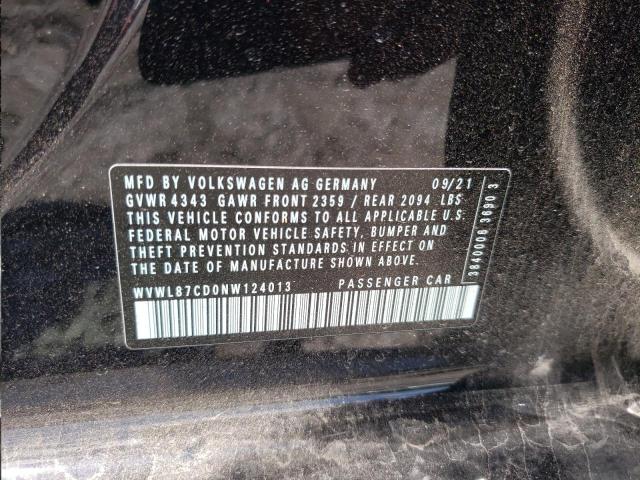 MFD BY VOLKSWAGEN AG GERMANY 09/21
GVWR 4343 GAWR FRONT 2359 / REAR 2094 LBS
THIS VEHICLE CONFORMS TO ALL APPLICABLE U.S.
FEDERAL MOTOR VEHICLE SAFETY, BUMPER AND
THEFT PREVENTION STANDARDS IN EFFECT ON
THE DATE OF MANUFACTURE SHOWN ABOVE.
WVWL87CD0NW124013 PASSENGER CAR
3840006 3690 3